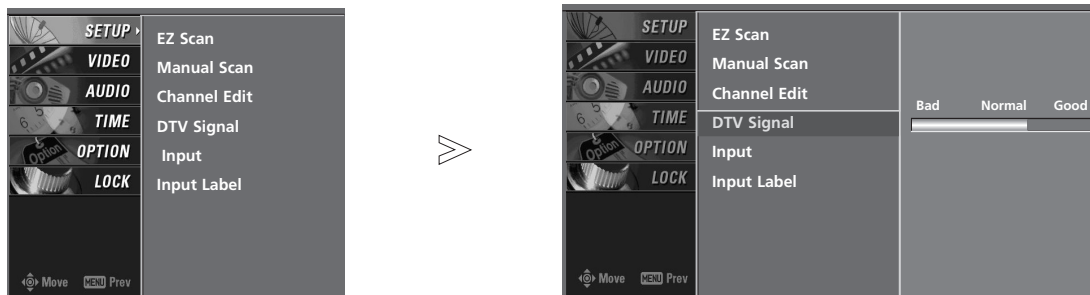 SETUP
VIDEO
AUDIO
TIME
OPTION
LOCK
EZ Scan
Manual Scan
Channel Edit
DTV Signal
Input
Input Label
Move MENU Prev
>
SETUP
VIDEO
AUDIO
TIME
OPTION
LOCK
EZ Scan
Manual Scan
Channel Edit
DTV Signal
Input
Input Label
Bad Normal Good
Move MENU Prev